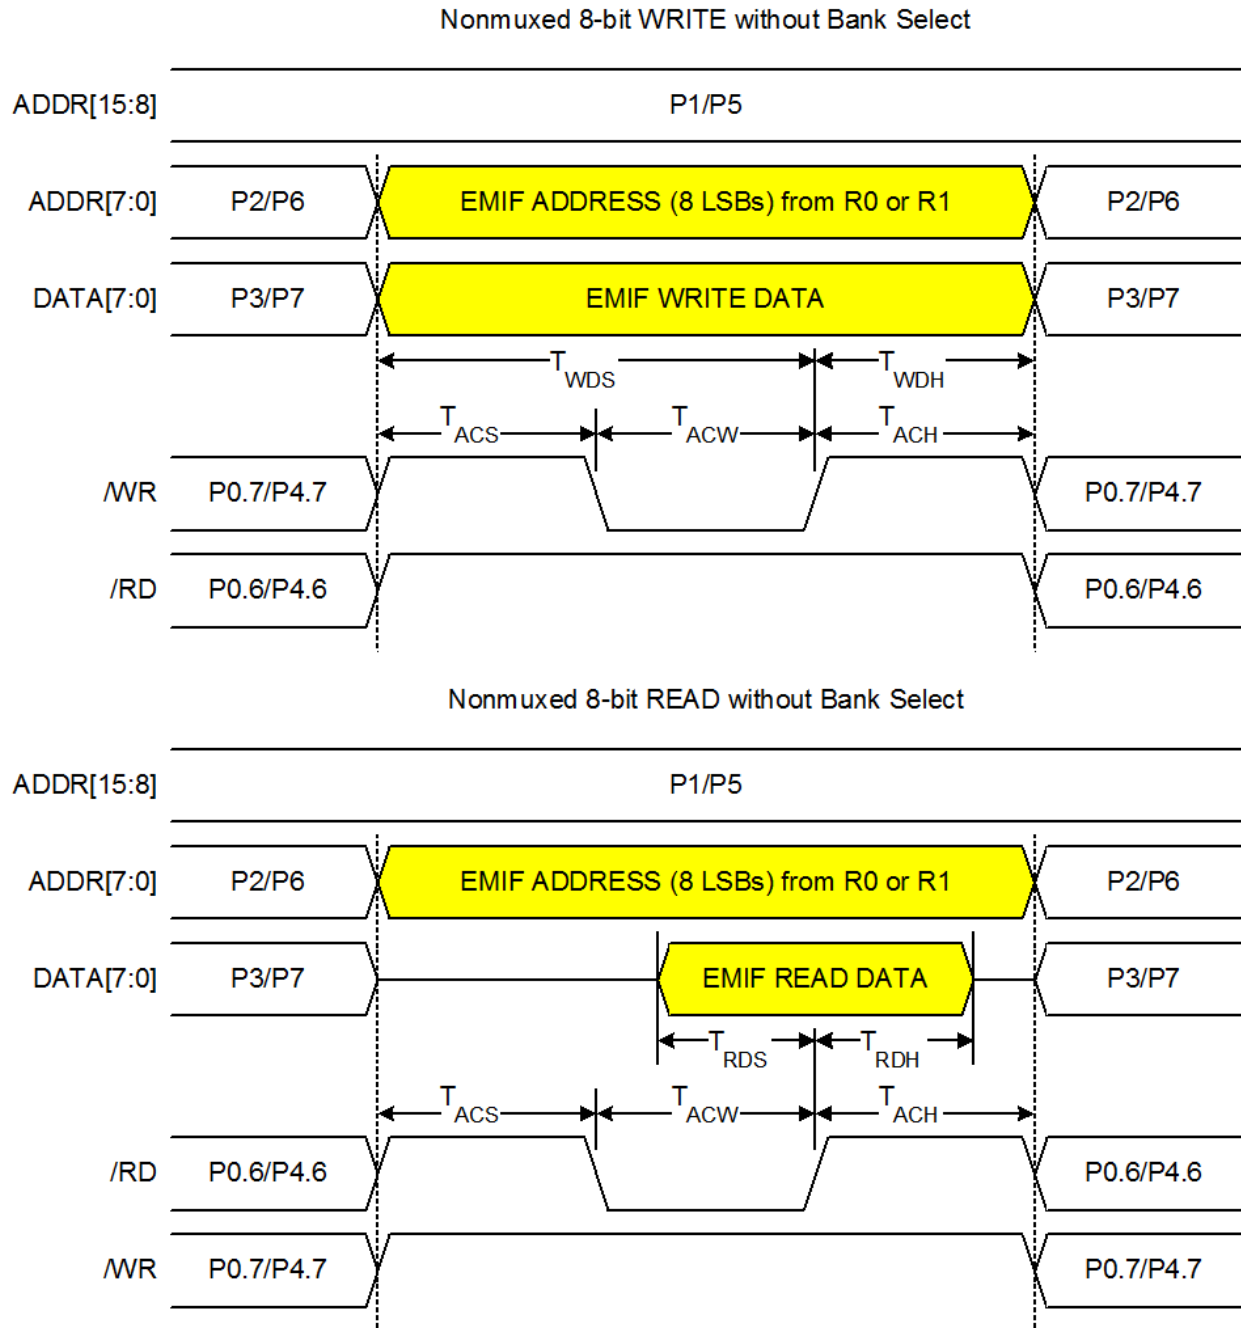 Nonmuxed 8-bit WRITE without Bank Select
ADDR[15:8] P1/P5
ADDR[7:0] P2/P6 EMIF ADDRESS (8 LSBs) from R0 or R1 P2/P6
DATA[7:0] P3/P7 EMIF WRITE DATA P3/P7
TWDS TWDH
TACS TACW TACH
/WR P0.7/P4.7 P0.7/P4.7
/RD P0.6/P4.6 P0.6/P4.6
Nonmuxed 8-bit READ without Bank Select
ADDR[15:8] P1/P5
ADDR[7:0] P2/P6 EMIF ADDRESS (8 LSBs) from R0 or R1 P2/P6
DATA[7:0] P3/P7 EMIF READ DATA P3/P7
TRDS TRDH
TACS TACW TACH
/RD P0.6/P4.6 P0.6/P4.6
/WR P0.7/P4.7 P0.7/P4.7